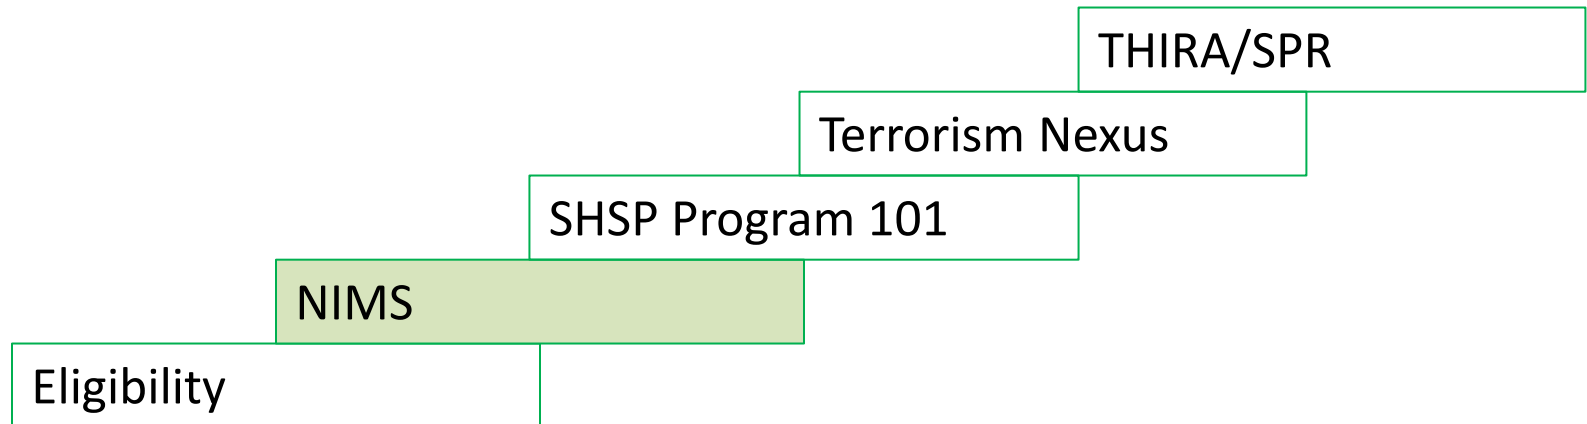 THIRA/SPR
Terrorism Nexus
SHSP Program 101
NIMS
Eligibility